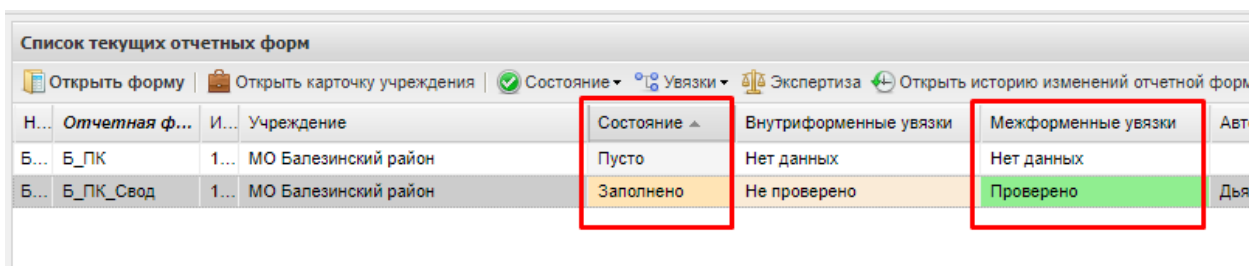 Список текущих отчетных форм
Открыть форму Открыть карточку учреждения Состояние Увязки Экспертиза Открыть историю изменений отчетной форм
Н... Отчетная ф... И... Учреждение Состояние Внутриформенные увязки Межформенные увязки Авт
Б... Б_ПК 1... МО Балезинский район Пусто Нет данных Нет данных
Б... Б_ПК_Свод 1... МО Балезинский район Заполнено Не проверено Проверено Дья